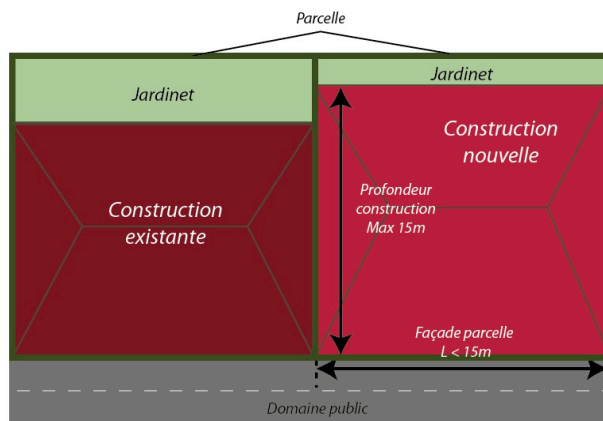 Parcelle
Jardinet
Jardinet
Construction
nouvelle
Profondeur
construction
Max 15m
Construction
existante
Façade parcelle
L < 15m
Domaine public